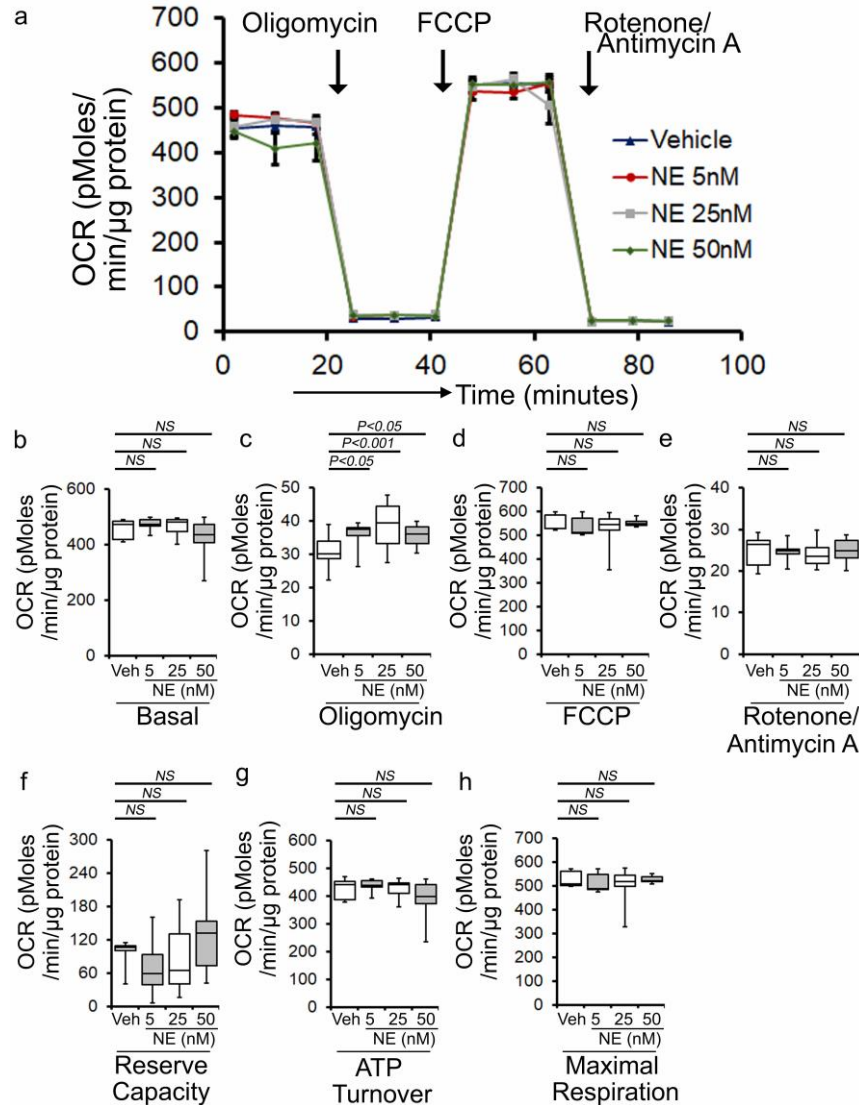 a
Oligomycin
FCCP
Rotenone/
Antimycin A
OCR (pMoles/
min/µg protein)
700
600
500
400
300
200
100
0
0 20 40 60 80 100
Time (minutes)
Vehicle
NE 5nM
NE 25nM
NE 50nM
b
NS
NS
NS
OCR (pMoles
/min/µg protein)
600
400
200
0
Veh 5 25 50
NE (nM)
Basal
c
P<0.05
P<0.001
P<0.05
OCR (pMoles
/min/µg protein)
50
40
30
20
10
0
Veh 5 25 50
NE (nM)
Oligomycin
d
NS
NS
NS
OCR (pMoles
/min/µg protein)
700
600
500
400
300
200
100
0
Veh 5 25 50
NE (nM)
FCCP
e
NS
NS
NS
OCR (pMoles
/min/µg protein)
40
30
20
10
0
Veh 5 25 50
NE (nM)
Rotenone/
Antimycin A
f
NS
NS
NS
OCR (pMoles
/min/µg protein)
300
240
180
120
60
0
Veh 5 25 50
NE (nM)
Reserve
Capacity
g
NS
NS
NS
OCR (pMoles
/min/µg protein)
600
500
400
300
200
100
0
Veh 5 25 50
NE (nM)
ATP
Turnover
h
NS
NS
NS
OCR (pMoles
/min/µg protein)
700
600
500
400
300
200
100
0
Veh 5 25 50
NE (nM)
Maximal
Respiration